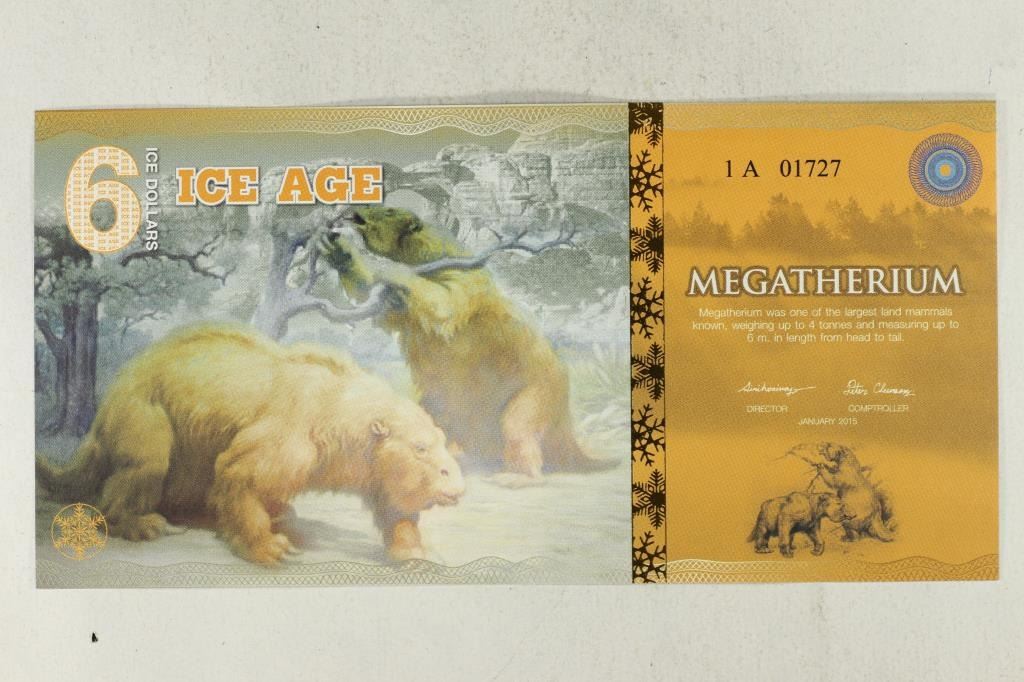 6
ICE DOLLARS
ICE AGE
1 A 01727
MEGATHERIUM
Megatherium was one of the largest land mammals
known, weighing up to 4 tonnes and measuring up to
6 m. in length from head to tail.
DIRECTOR
COMPTROLLER
JANUARY 2015